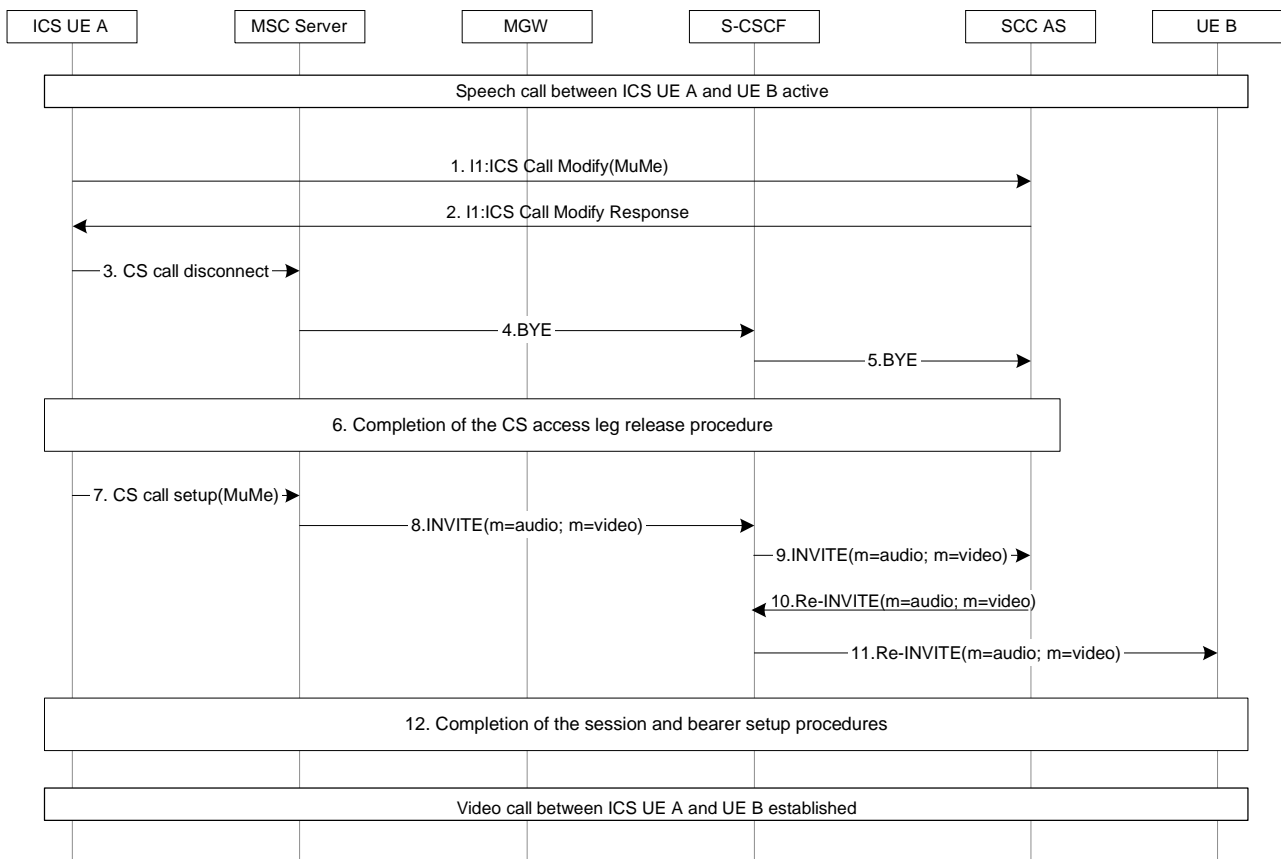 ICS UE A
MSC Server
MGW
S-CSCF
SCC AS
UE B
Speech call between ICS UE A and UE B active
1. I1:ICS Call Modify(MuMe)
2. I1:ICS Call Modify Response
3. CS call disconnect
4.BYE
5.BYE
6. Completion of the CS access leg release procedure
7. CS call setup(MuMe)
8.INVITE(m=audio; m=video)
9.INVITE(m=audio; m=video)
10.Re-INVITE(m=audio; m=video)
11.Re-INVITE(m=audio; m=video)
12. Completion of the session and bearer setup procedures
Video call between ICS UE A and UE B established